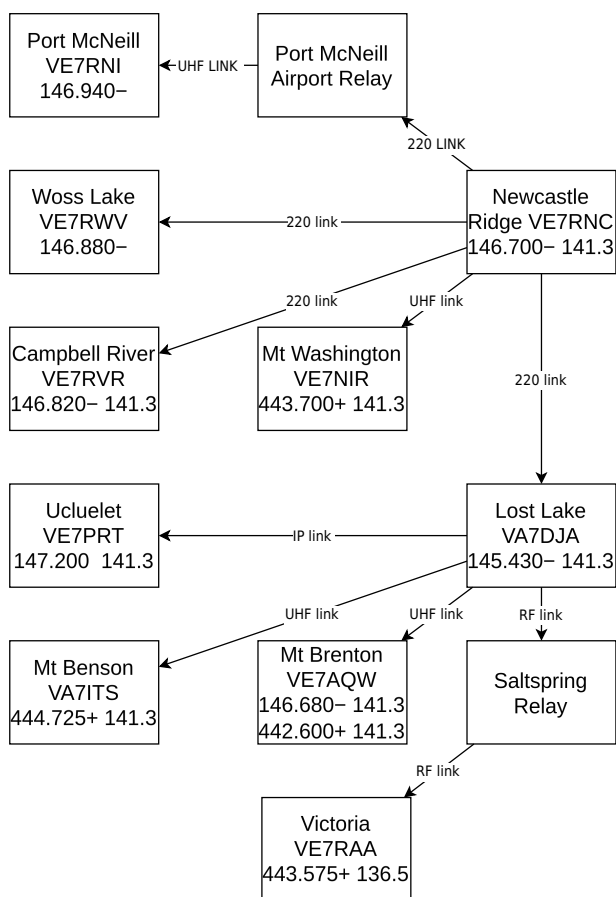 Port McNeill
VE7RNI
146.940−
UHF LINK
Port McNeill
Airport Relay
220 LINK
Woss Lake
VE7RWV
146.880−
220 link
Newcastle
Ridge VE7RNC
146.700− 141.3
220 link
UHF link
Campbell River
VE7RVR
146.820− 141.3
Mt Washington
VE7NIR
443.700+ 141.3
220 link
Ucluelet
VE7PRT
147.200  141.3
IP link
Lost Lake
VA7DJA
145.430− 141.3
UHF link
UHF link
RF link
Mt Benson
VA7ITS
444.725+ 141.3
Mt Brenton
VE7AQW
146.680− 141.3
442.600+ 141.3
Saltspring
Relay
RF link
Victoria
VE7RAA
443.575+ 136.5